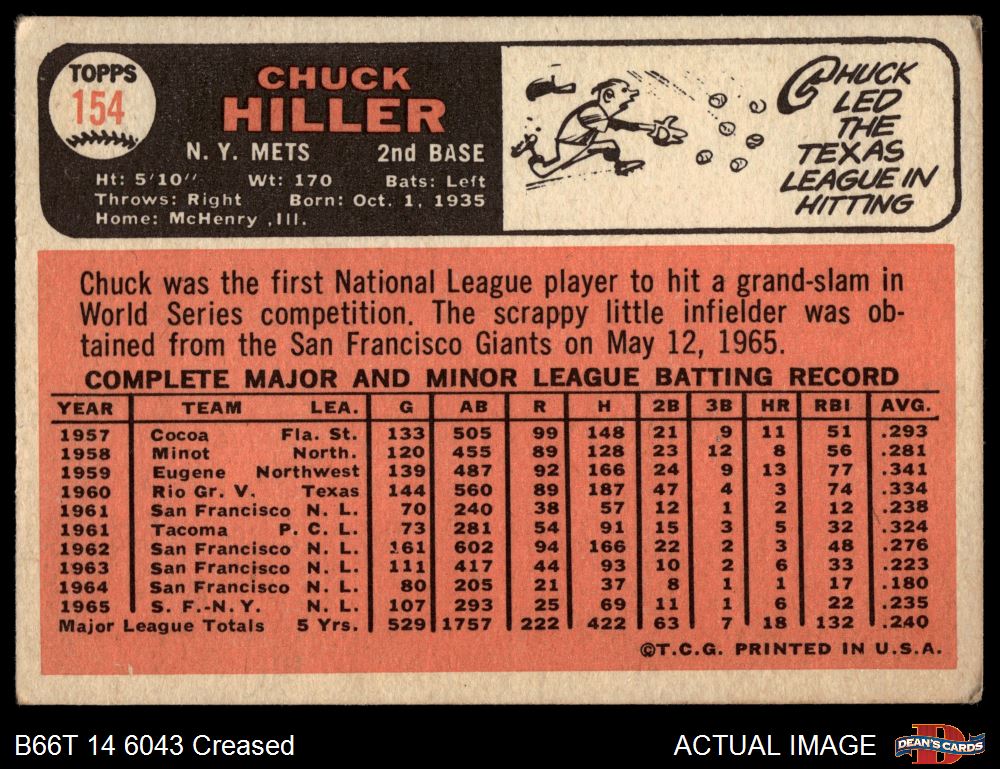 TOPPS
154
CHUCK
HILLER
N. Y. METS 2nd BASE
Ht: 5'10" Wt: 170 Bats: Left
Throws: Right Born: Oct. 1, 1935
Home: McHenry ,Ill.
CHUCK
LED
THE
TEXAS
LEAGUE IN
HITTING
Chuck was the first National League player to hit a grand-slam in
World Series competition. The scrappy little infielder was ob-
tained from the San Francisco Giants on May 12, 1965.
COMPLETE MAJOR AND MINOR LEAGUE BATTING RECORD
YEAR TEAM LEA. G AB R H 2B 3B HR RBI AVG.
1957 Cocoa Fla. St. 133 505 99 148 21 9 11 51 .293
1958 Minot North. 120 455 89 128 23 12 8 56 .281
1959 Eugene Northwest 139 487 92 166 24 9 13 77 .341
1960 Rio Gr. V. Texas 144 560 89 187 47 4 3 74 .334
1961 San Francisco N. L. 70 240 38 57 12 1 2 12 .238
1961 Tacoma P. C. L. 73 281 54 91 15 3 5 32 .324
1962 San Francisco N. L. 161 602 94 166 22 2 3 48 .276
1963 San Francisco N. L. 111 417 44 93 10 2 6 33 .223
1964 San Francisco N. L. 80 205 21 37 8 1 1 17 .180
1965 S. F.-N. Y. N. L. 107 293 25 69 11 1 6 22 .235
Major League Totals 5 Yrs. 529 1757 222 422 63 7 18 132 .240
©T.C.G. PRINTED IN U.S.A.
B66T 14 6043 Creased
ACTUAL IMAGE
DEAN'S CARDS